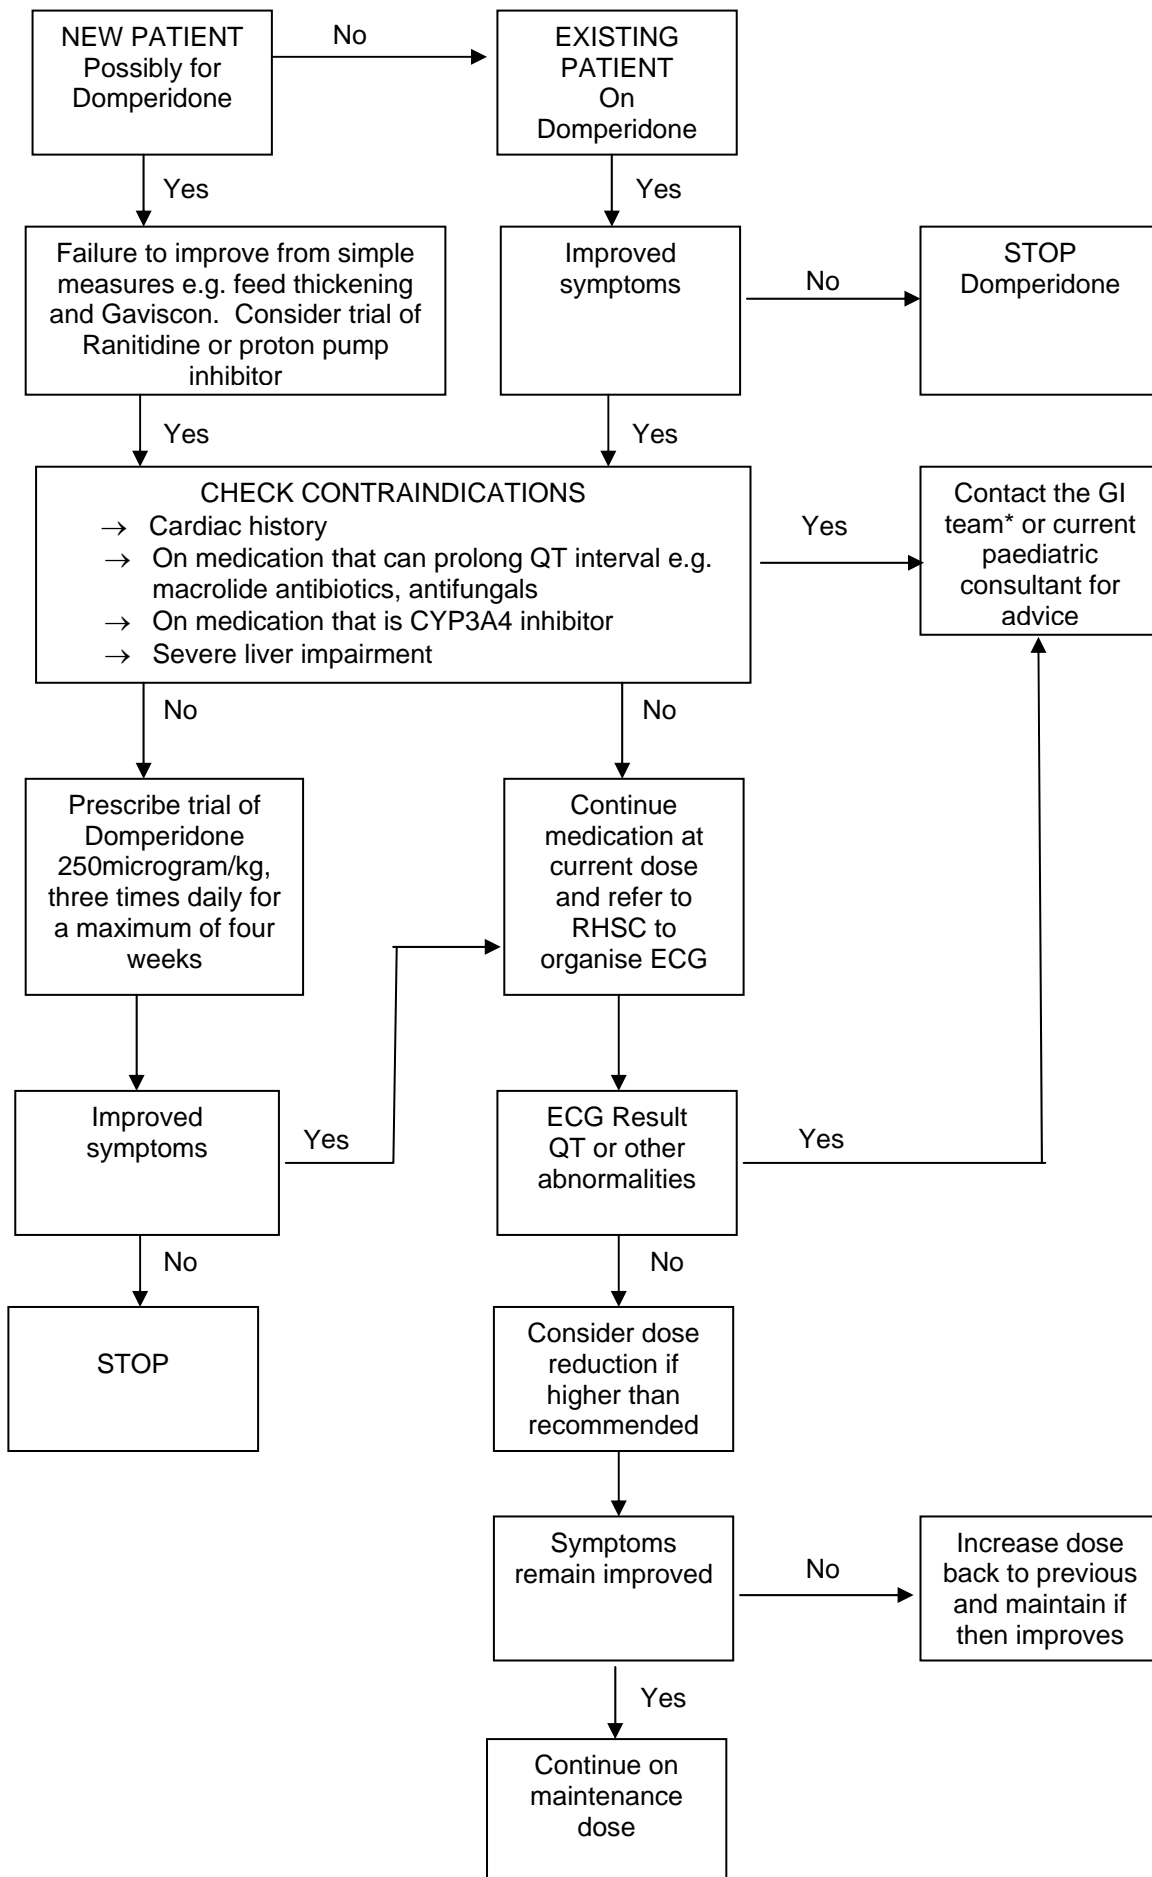 NEW PATIENT
Possibly for
Domperidone
No
EXISTING
PATIENT
On
Domperidone
Yes
Yes
Failure to improve from simple
measures e.g. feed thickening
and Gaviscon.  Consider trial of
Ranitidine or proton pump
inhibitor
Improved
symptoms
No
STOP
Domperidone
Yes
Yes
CHECK CONTRAINDICATIONS
→ Cardiac history
→ On medication that can prolong QT interval e.g.
macrolide antibiotics, antifungals
→ On medication that is CYP3A4 inhibitor
→ Severe liver impairment
Yes
Contact the GI
team* or current
paediatric
consultant for
advice
No
No
Prescribe trial of
Domperidone
250microgram/kg,
three times daily for
a maximum of four
weeks
Continue
medication at
current dose
and refer to
RHSC to
organise ECG
Improved
symptoms
Yes
ECG Result
QT or other
abnormalities
Yes
No
No
STOP
Consider dose
reduction if
higher than
recommended
Symptoms
remain improved
No
Increase dose
back to previous
and maintain if
then improves
Yes
Continue on
maintenance
dose